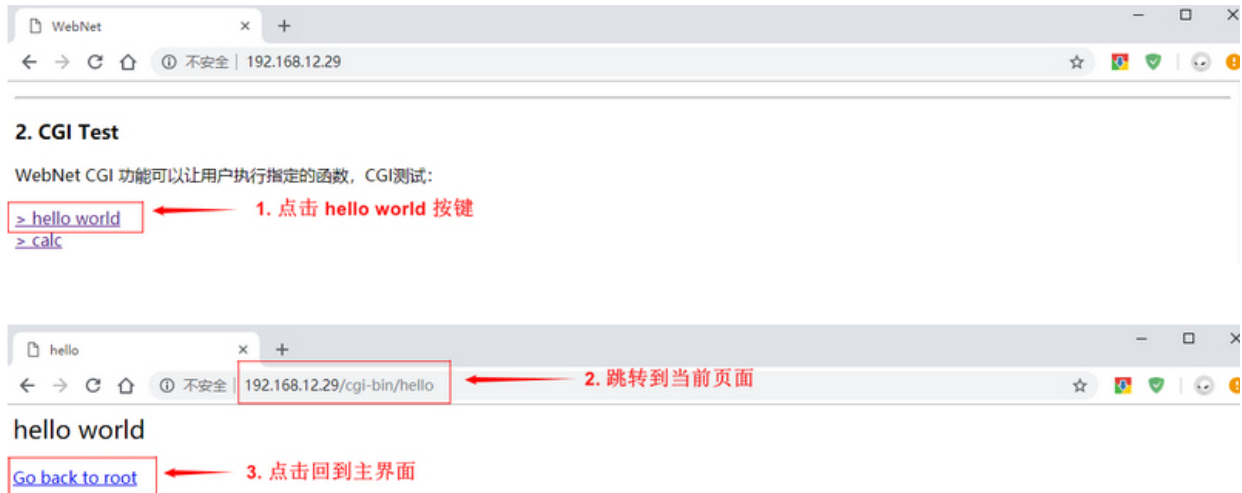 WebNet
不安全 | 192.168.12.29
2. CGI Test
WebNet CGI 功能可以让用户执行指定的函数，CGI测试：
> hello world
1. 点击 hello world 按键
> calc
hello
不安全 | 192.168.12.29/cgi-bin/hello
2. 跳转到当前页面
hello world
Go back to root
3. 点击回到主界面